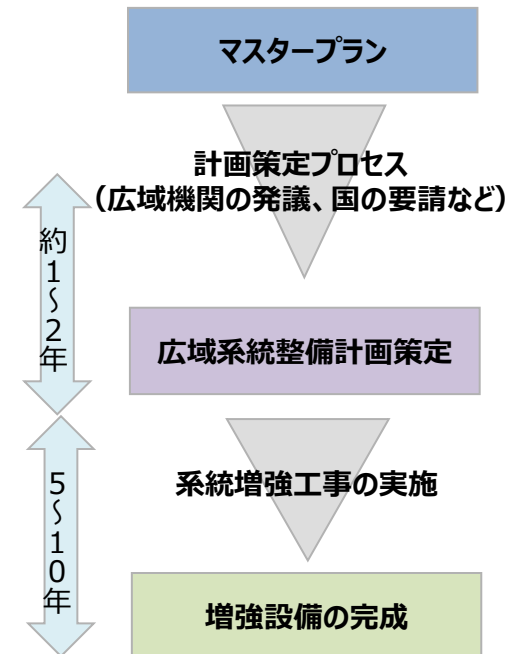 マスタープラン
計画策定プロセス
（広域機関の発議、国の要請など）
約1～2年
広域系統整備計画策定
系統増強工事の実施
5～10年
増強設備の完成